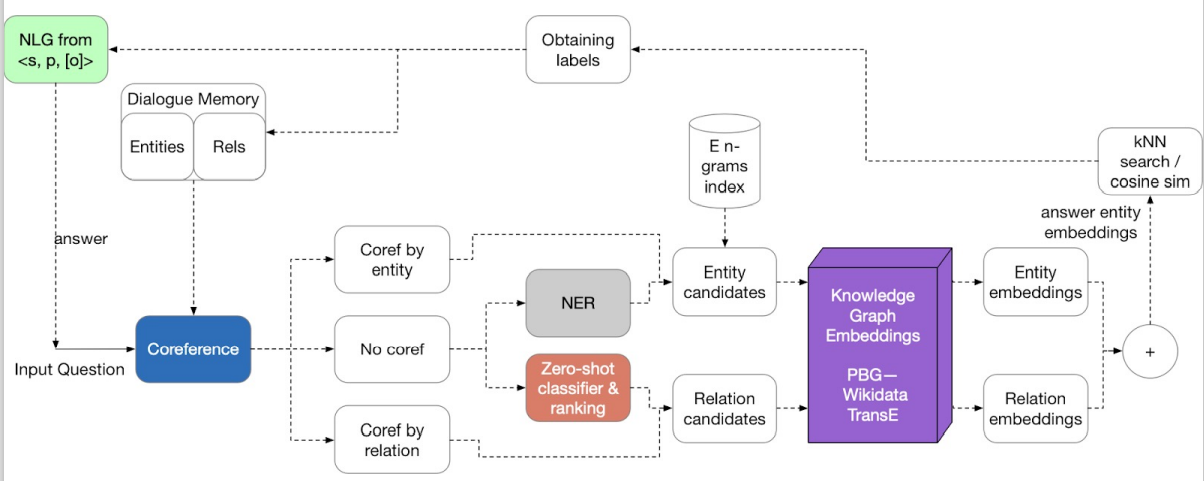 NLG from
<s, p, [o]>
Obtaining
labels
Dialogue Memory
Entities
Rels
E n-
grams
index
kNN
search /
cosine sim
answer entity
embeddings
answer
Input Question
Coreference
Coref by
entity
No coref
Coref by
relation
NER
Zero-shot
classifier &
ranking
Entity
candidates
Relation
candidates
Knowledge
Graph
Embeddings
PBG—
Wikidata
TransE
Entity
embeddings
Relation
embeddings
+